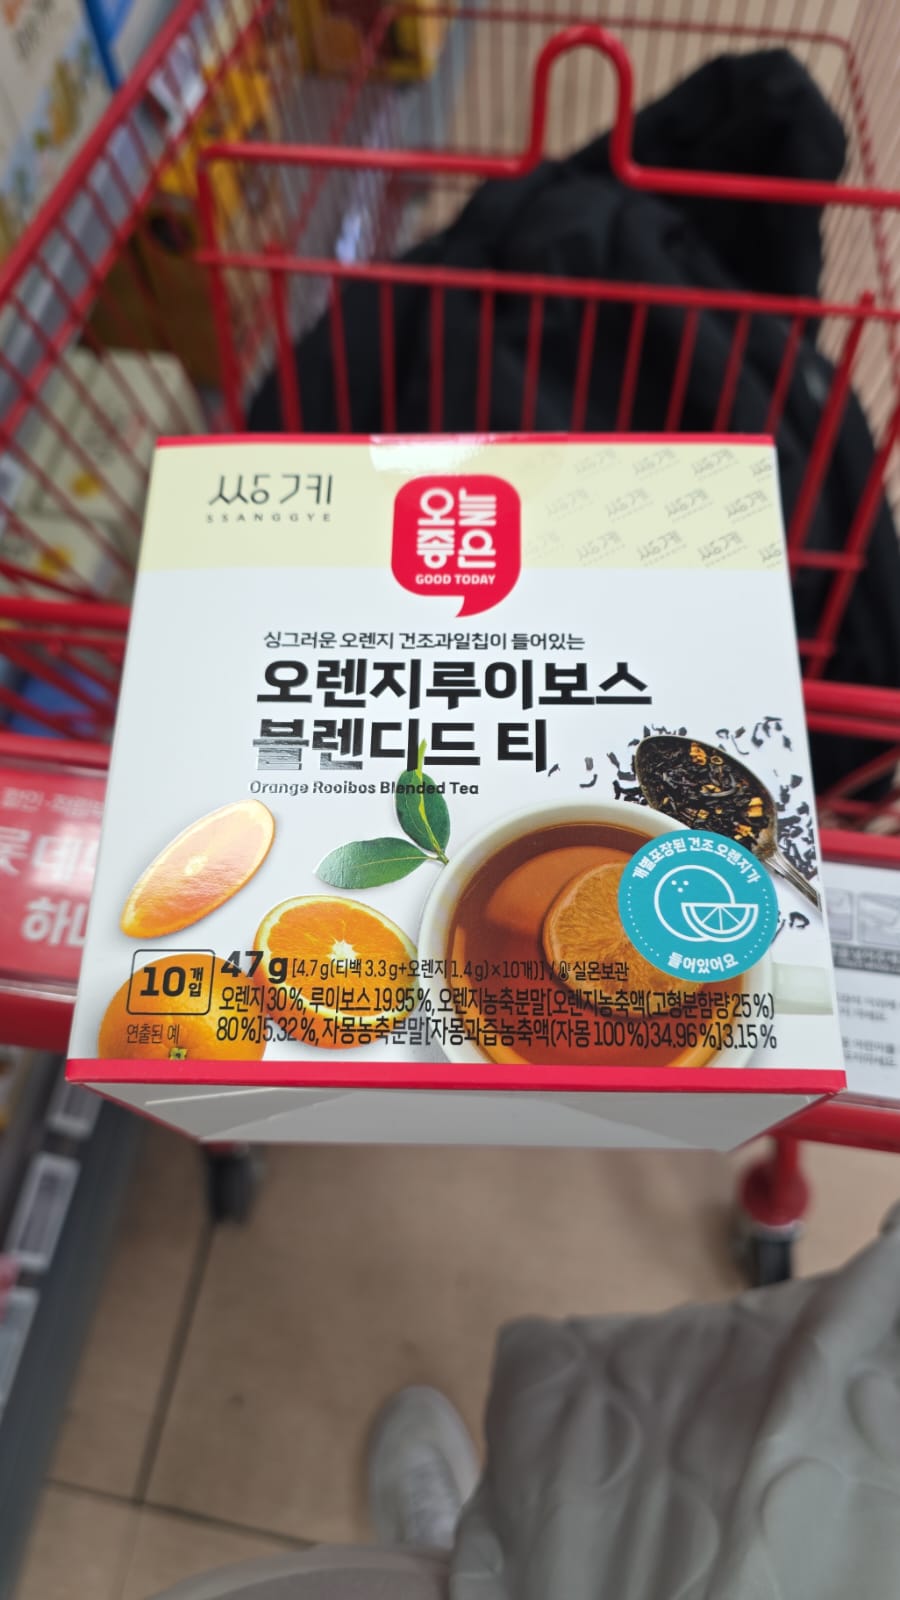 쌍계
SSANGGYE
오늘
좋은
GOOD TODAY
싱그러운 오렌지 건조과일칩이 들어있는
오렌지루이보스
블렌디드 티
Orange Rooibos Blended Tea
개별포장된 건조 오렌지가
들어있어요
10개입
47g [4.7g(티백 3.3g+오렌지 1.4g)×10개)] / 실온보관
오렌지 30%, 루이보스 19.95%, 오렌지농축분말[오렌지농축액(고형분함량 25%)
80%]5.32%, 자몽농축분말[자몽과즙농축액(자몽 100%)34.96%]3.15%
연출된 예